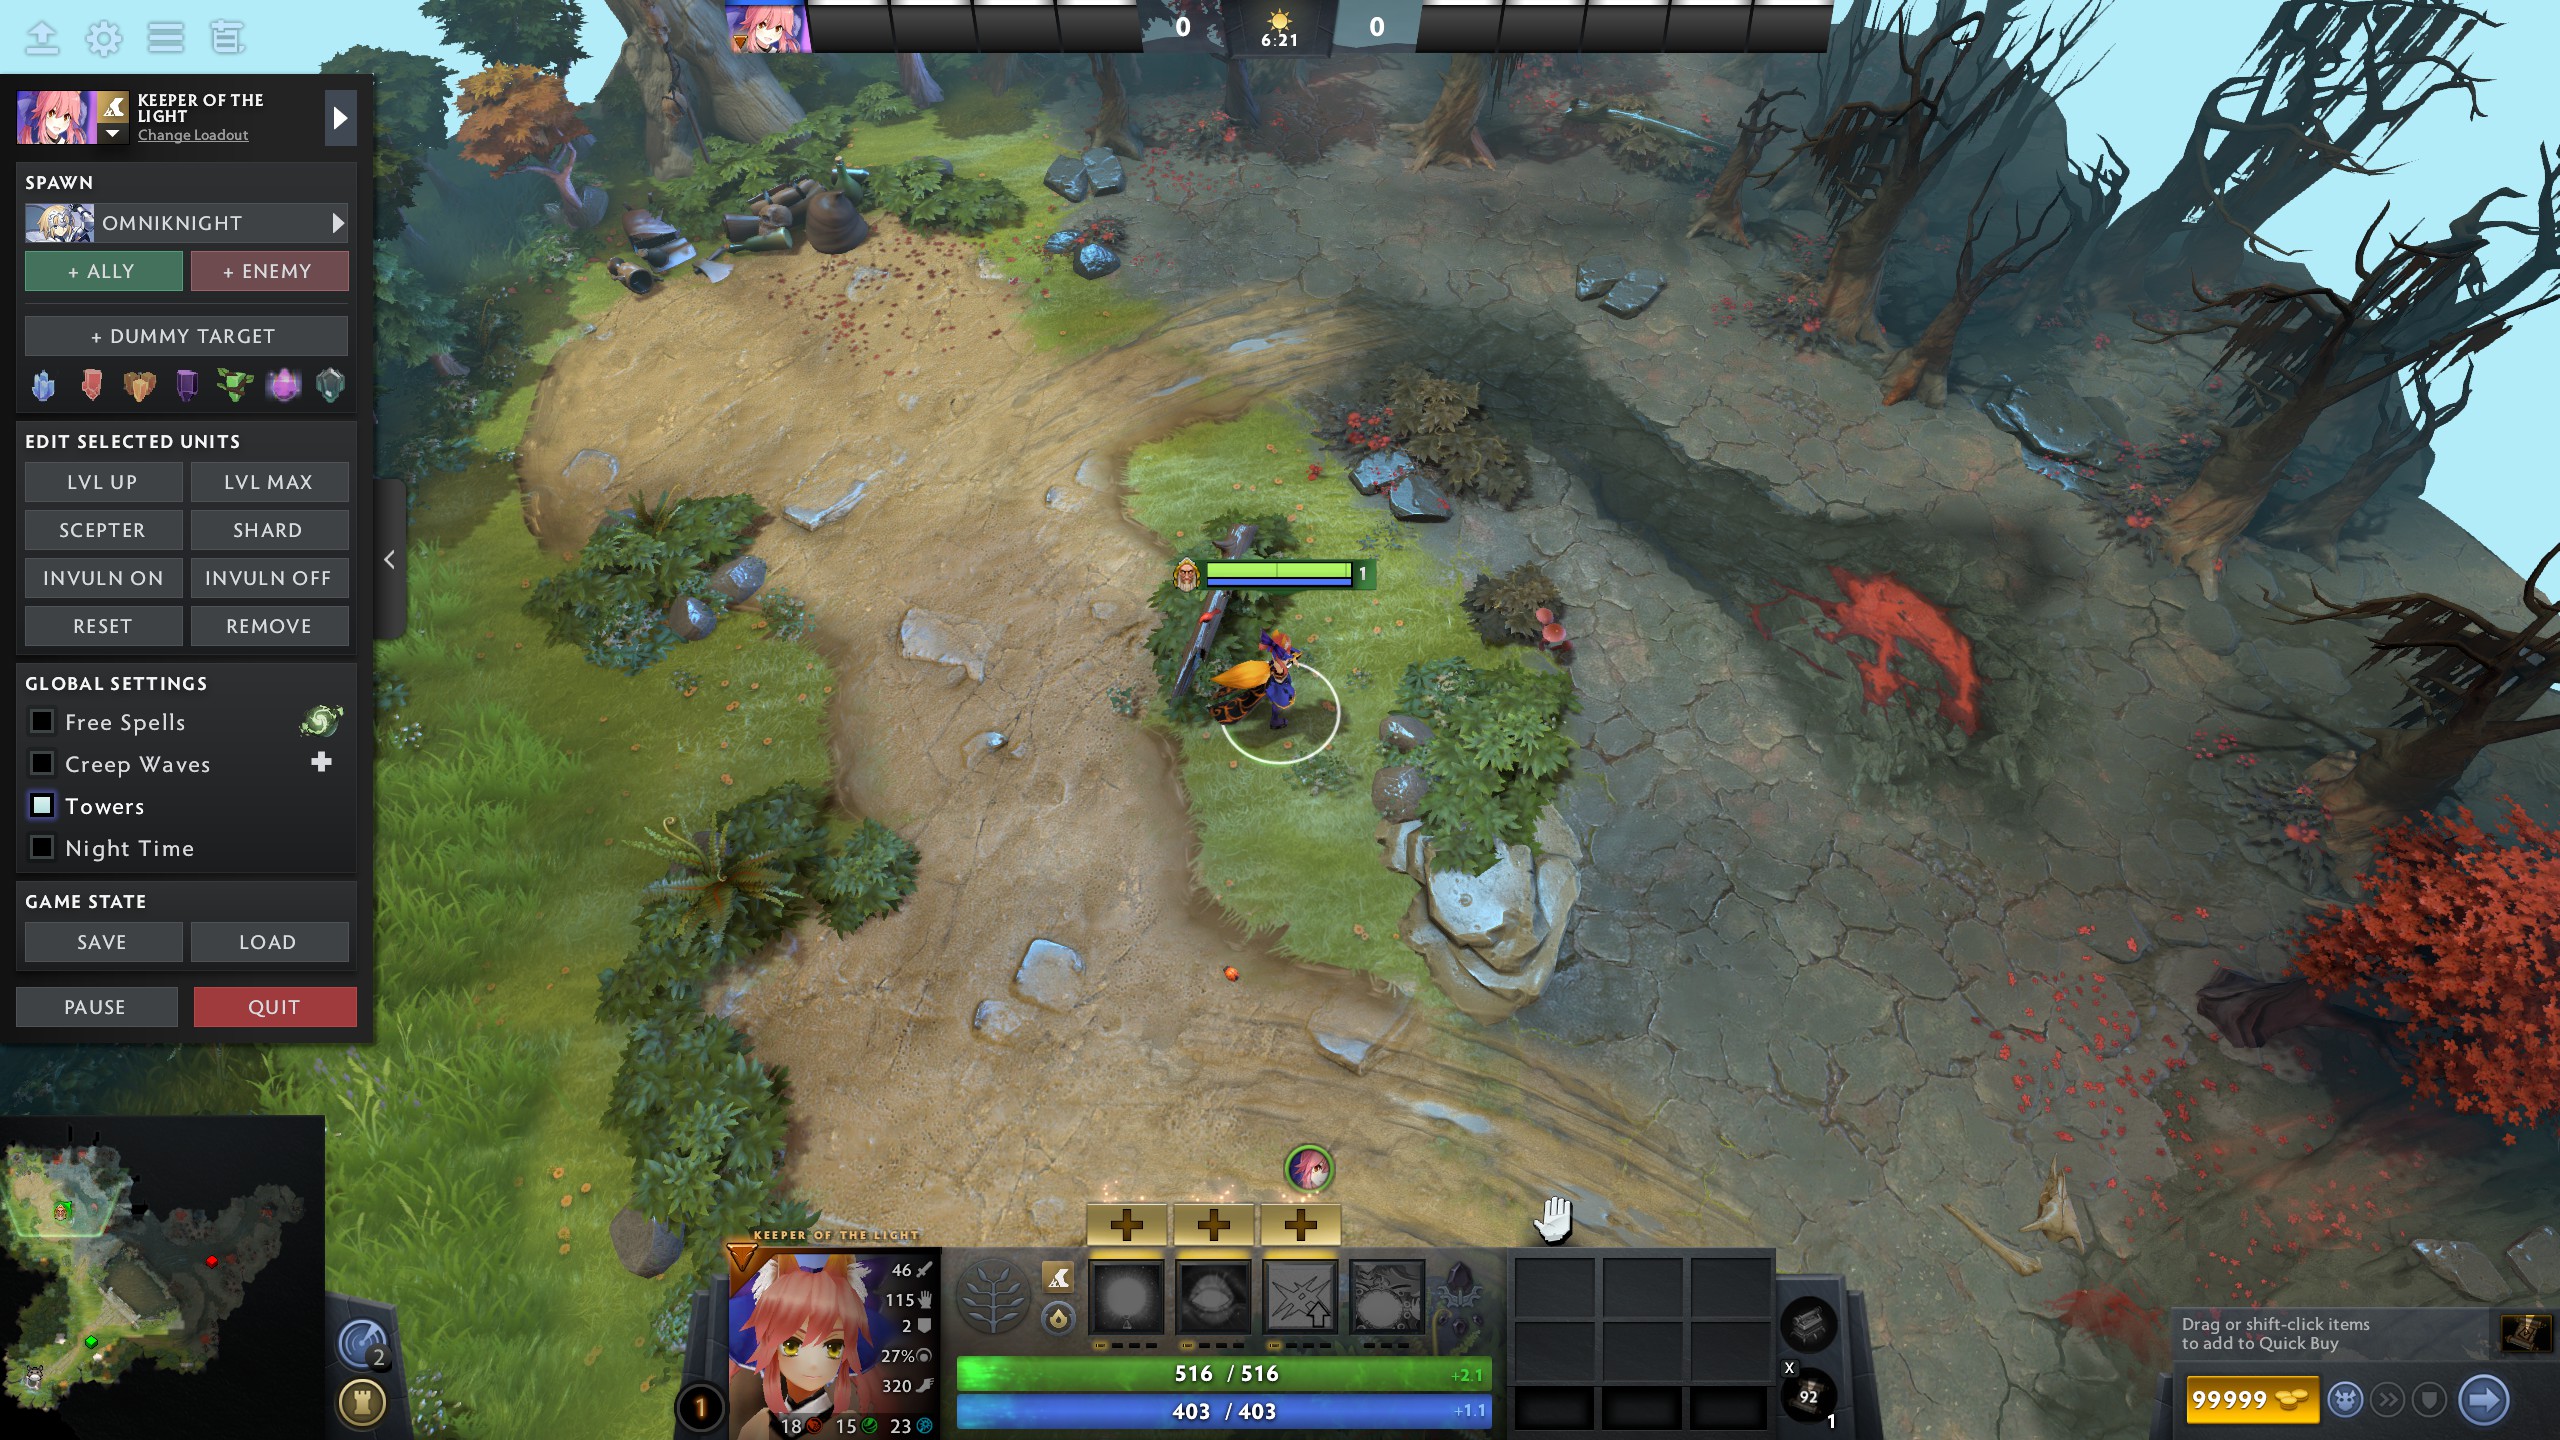 0
6:21
0
KEEPER OF THE
LIGHT
Change Loadout
SPAWN
OMNIKNIGHT
+ ALLY
+ ENEMY
+ DUMMY TARGET
EDIT SELECTED UNITS
LVL UP
LVL MAX
SCEPTER
SHARD
INVULN ON
INVULN OFF
RESET
REMOVE
GLOBAL SETTINGS
Free Spells
Creep Waves
Towers
Night Time
GAME STATE
SAVE
LOAD
PAUSE
QUIT
1
2
KEEPER OF THE LIGHT
46
115
2
27%
320
1
18
15
23
516 / 516
+2.1
403 / 403
+1.1
X
92
1
Drag or shift-click items
to add to Quick Buy
99999